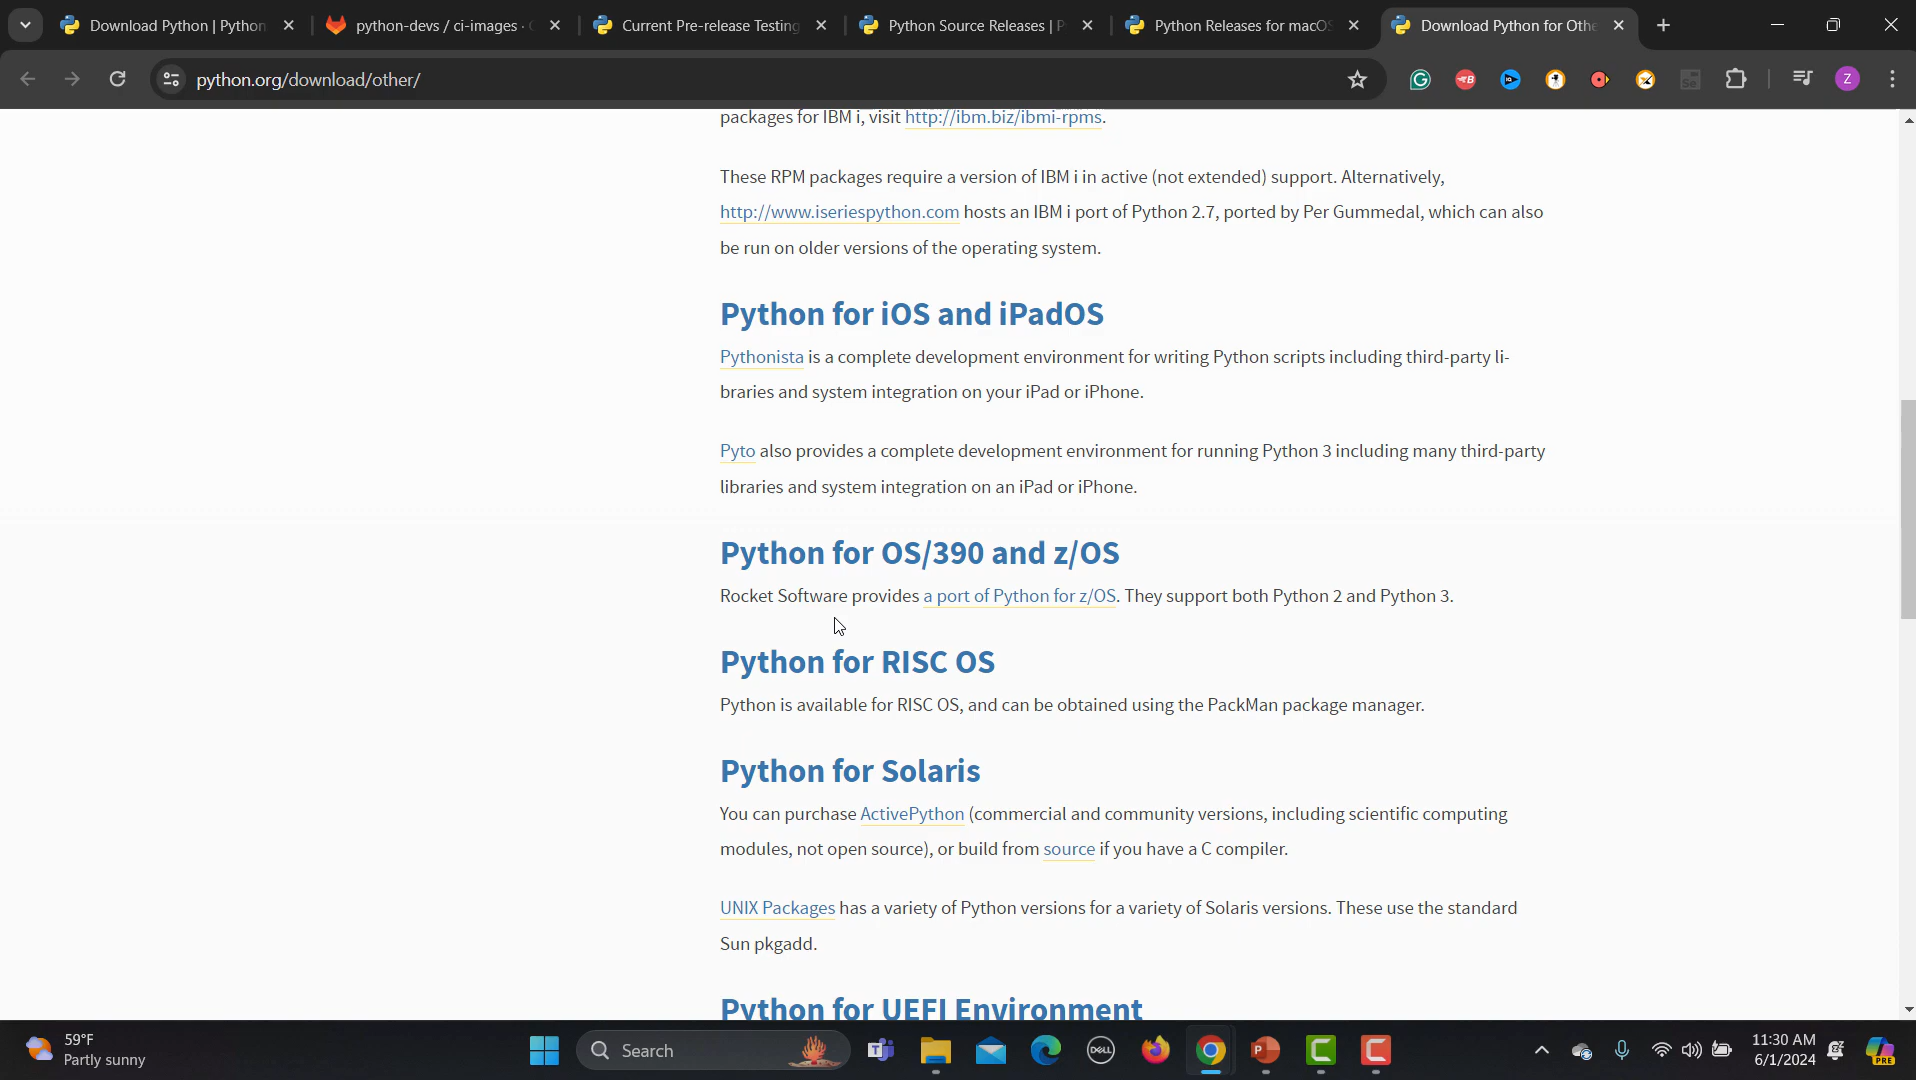 Download Python | Python
python-devs / ci-images ·
Current Pre-release Testing
Python Source Releases |
Python Releases for macOS
Download Python for Othe
python.org/download/other/
Z
packages for IBM i, visit http://ibm.biz/ibmi-rpms.
These RPM packages require a version of IBM i in active (not extended) support. Alternatively,
http://www.iseriespython.com hosts an IBM i port of Python 2.7, ported by Per Gummedal, which can also
be run on older versions of the operating system.
Python for iOS and iPadOS
Pythonista is a complete development environment for writing Python scripts including third-party li-
braries and system integration on your iPad or iPhone.
Pyto also provides a complete development environment for running Python 3 including many third-party
libraries and system integration on an iPad or iPhone.
Python for OS/390 and z/OS
Rocket Software provides a port of Python for z/OS. They support both Python 2 and Python 3.
Python for RISC OS
Python is available for RISC OS, and can be obtained using the PackMan package manager.
Python for Solaris
You can purchase ActivePython (commercial and community versions, including scientific computing
modules, not open source), or build from source if you have a C compiler.
UNIX Packages has a variety of Python versions for a variety of Solaris versions. These use the standard
Sun pkgadd.
Python for UEFI Environment
59°F
Partly sunny
Search
DELL
11:30 AM
6/1/2024
PRE